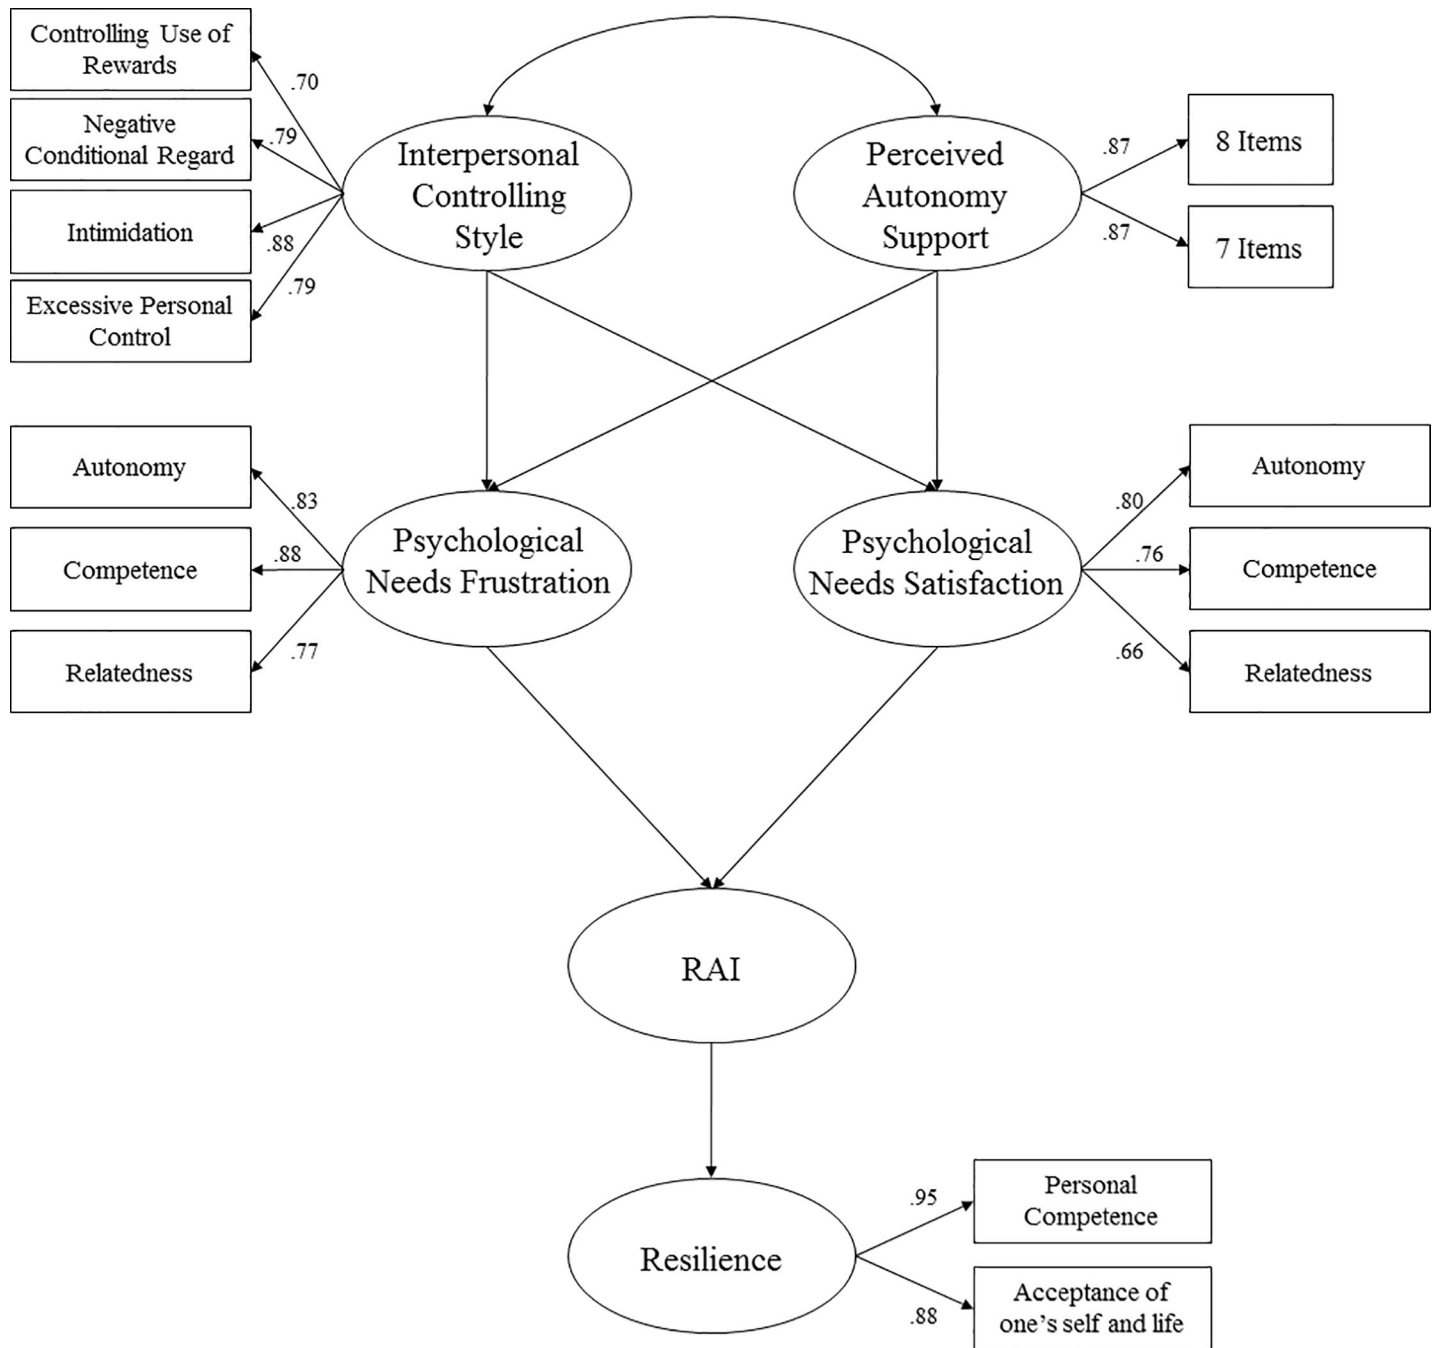 Controlling Use of
Rewards
.70
Negative
Conditional Regard
.79
Intimidation
.88
Excessive Personal
Control
.79
Interpersonal
Controlling
Style
Perceived
Autonomy
Support
.87
8 Items
.87
7 Items
Autonomy
.83
Competence
.88
Relatedness
.77
Psychological
Needs Frustration
Psychological
Needs Satisfaction
.80
Autonomy
.76
Competence
.66
Relatedness
RAI
Resilience
.95
Personal
Competence
.88
Acceptance of
one’s self and life